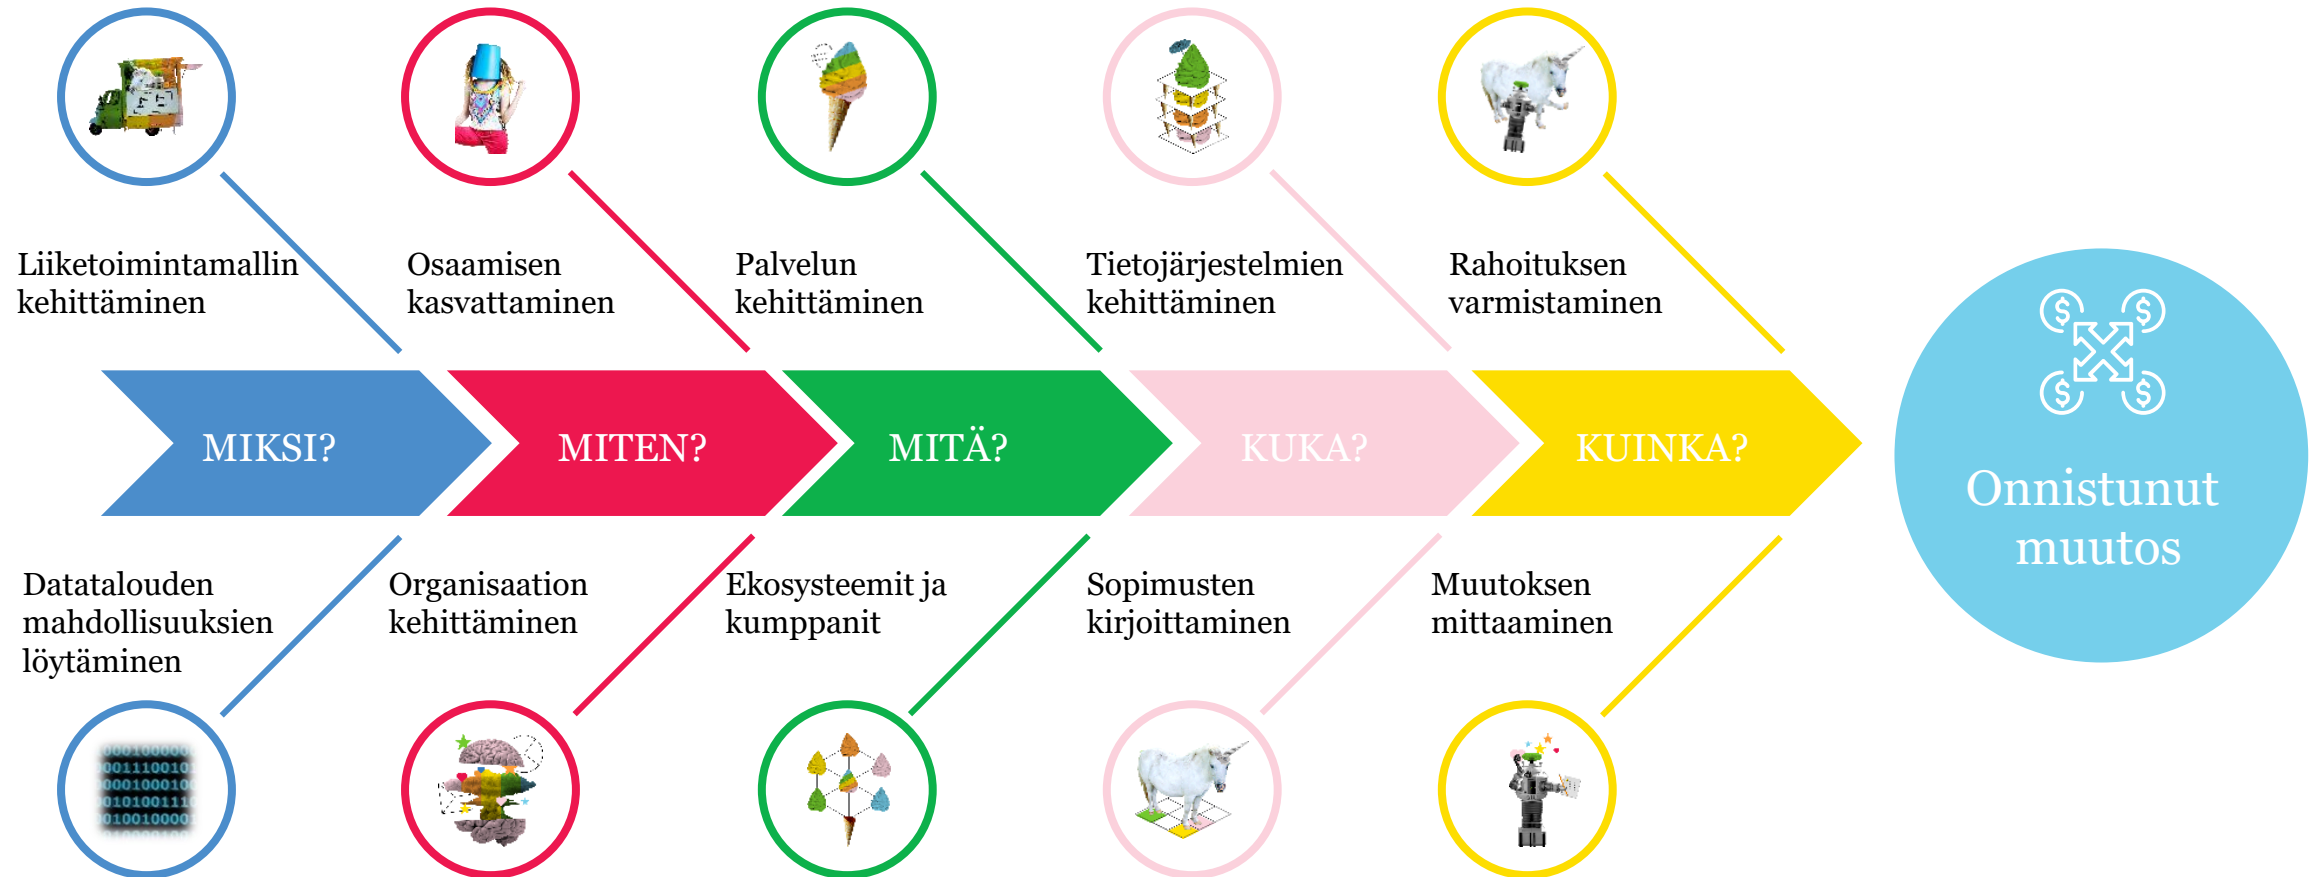 Liiketoimintamallin
kehittäminen
Osaamisen
kasvattaminen
Palvelun
kehittäminen
Tietojärjestelmien
kehittäminen
Rahoituksen
varmistaminen
MIKSI?
MITEN?
MITÄ?
KUKA?
KUINKA?
Onnistunut
muutos
Datatalouden
mahdollisuuksien
löytäminen
Organisaation
kehittäminen
Ekosysteemit ja
kumppanit
Sopimusten
kirjoittaminen
Muutoksen
mittaaminen